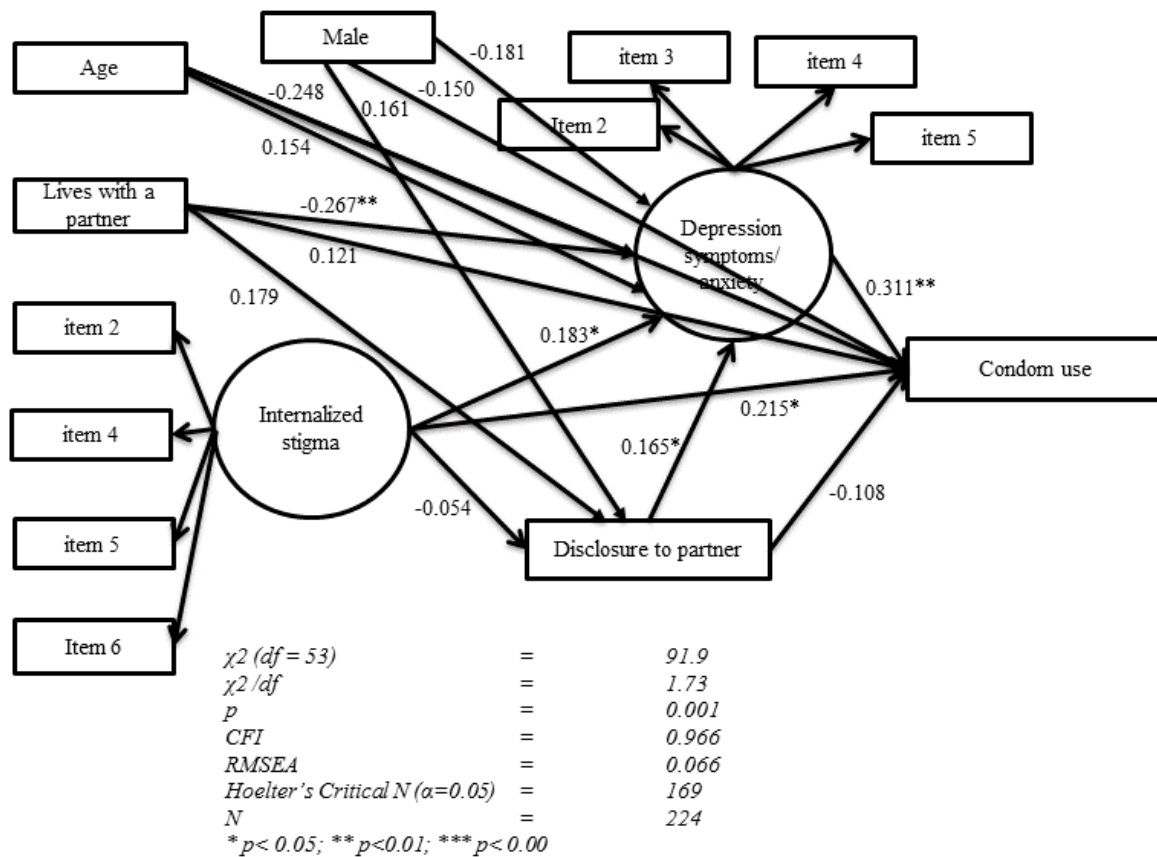 Male
Age
-0.181
item 3
item 4
-0.248
0.161
-0.150
Item 2
item 5
0.154
Lives with a
partner
-0.267**
Depression
symptoms/
anxiety
0.121
0.311**
0.179
item 2
0.183*
Condom use
Internalized
stigma
0.215*
item 4
0.165*
-0.054
-0.108
item 5
Disclosure to partner
Item 6
χ2 (df = 53) = 91.9
χ2 /df = 1.73
p = 0.001
CFI = 0.966
RMSEA = 0.066
Hoelter's Critical N (α=0.05) = 169
N = 224
* p< 0.05; ** p<0.01; *** p< 0.00